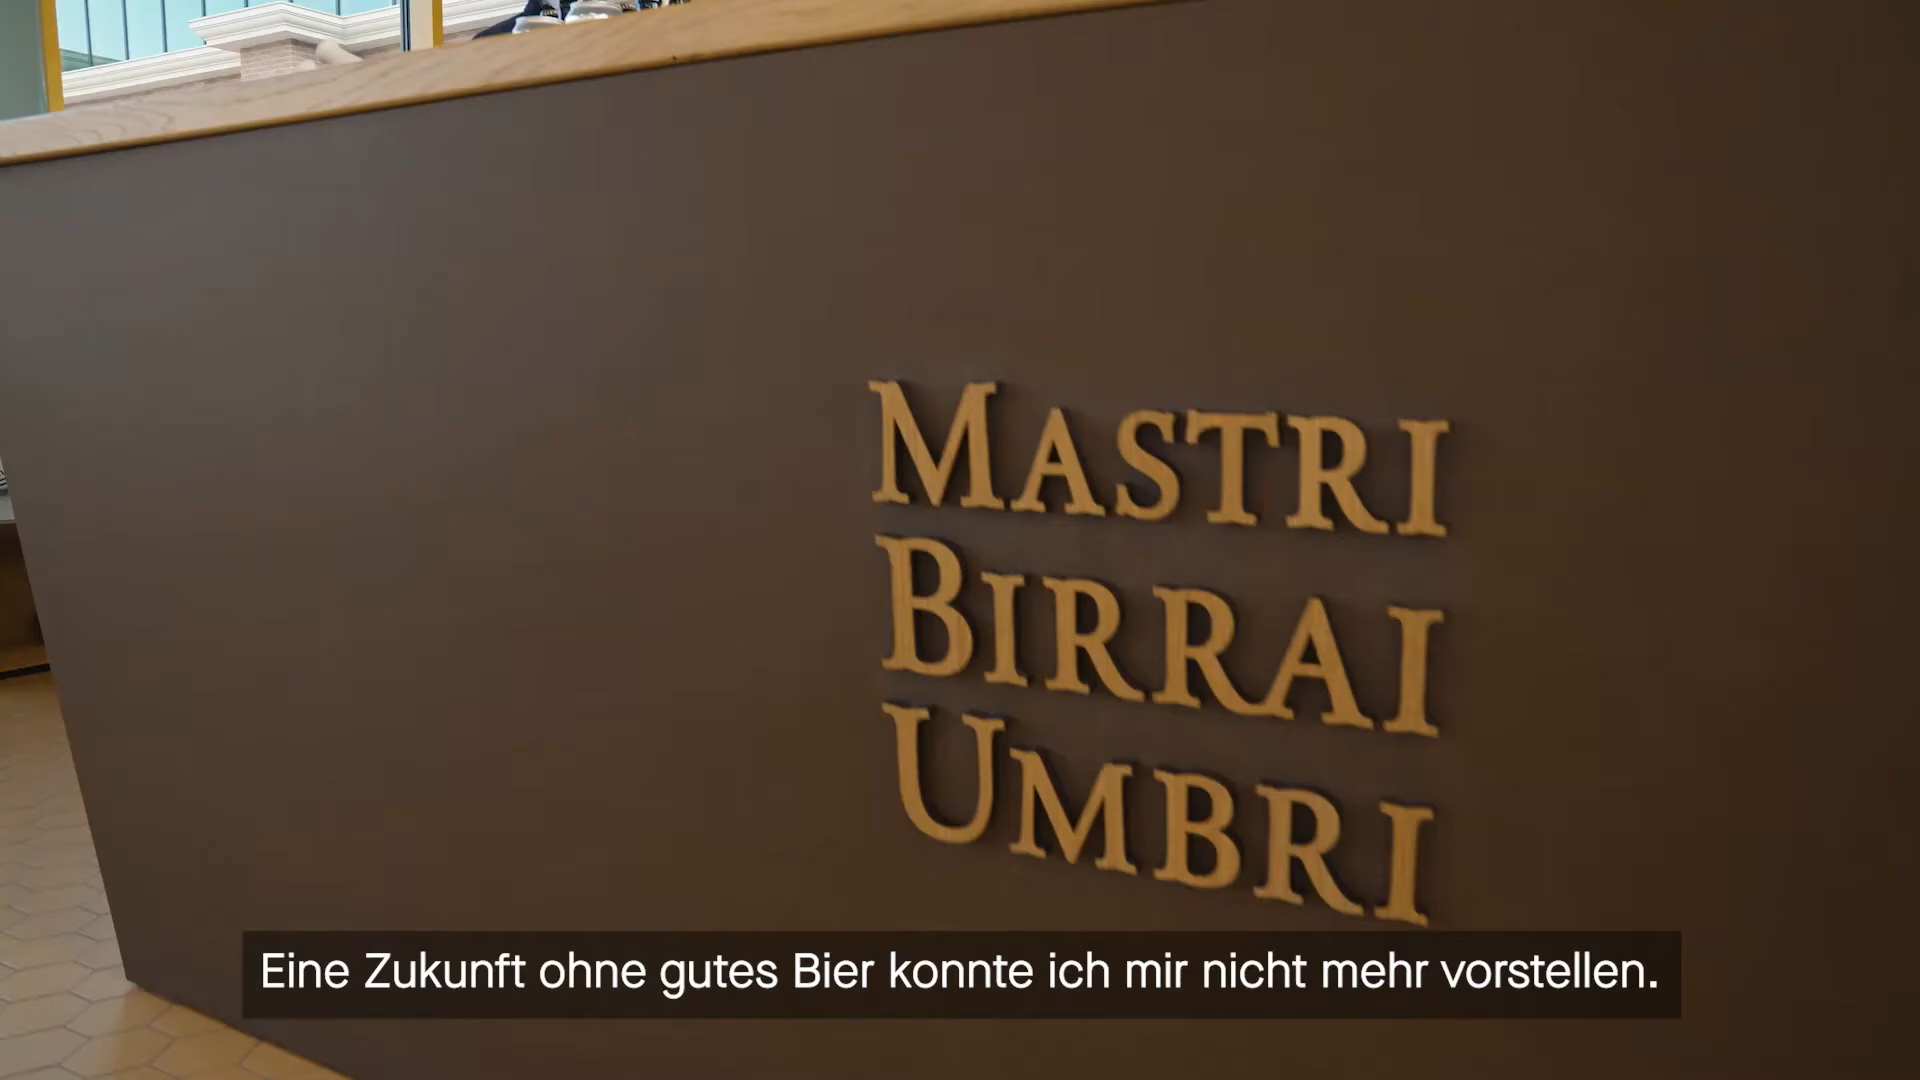 MASTRI
BIRRAI
UMBRI
Eine Zukunft ohne gutes Bier konnte ich mir nicht mehr vorstellen.